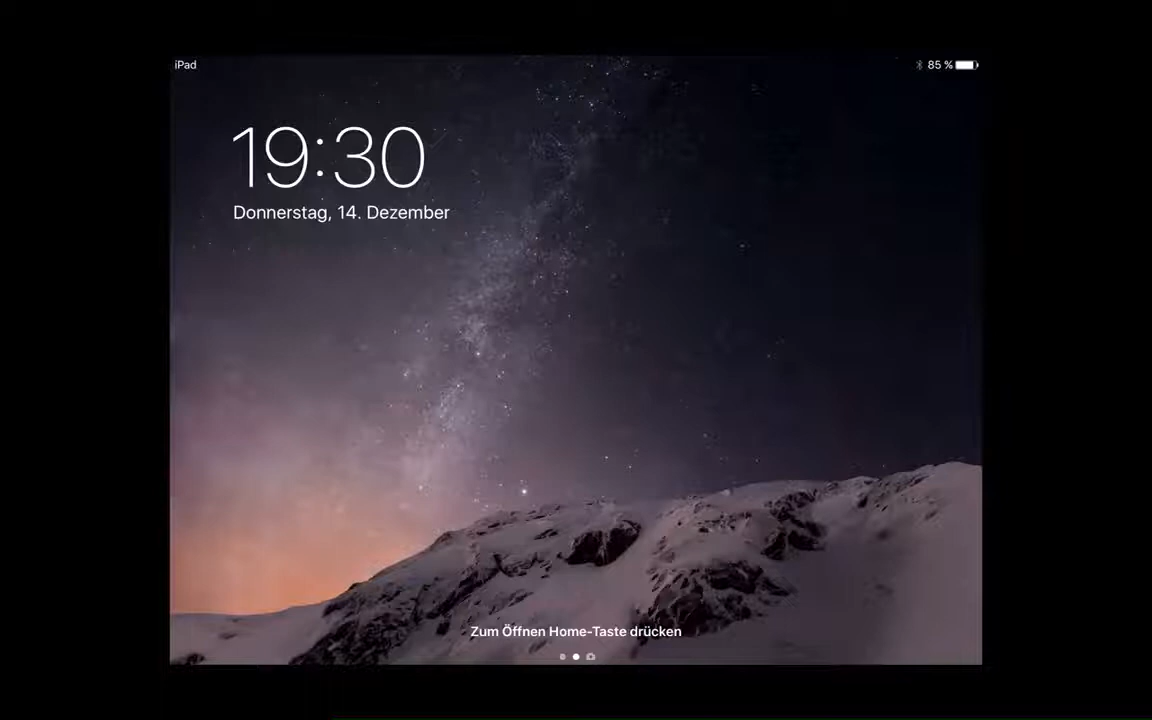 iPad
85 %
19:30
Donnerstag, 14. Dezember
Zum Öffnen Home-Taste drücken